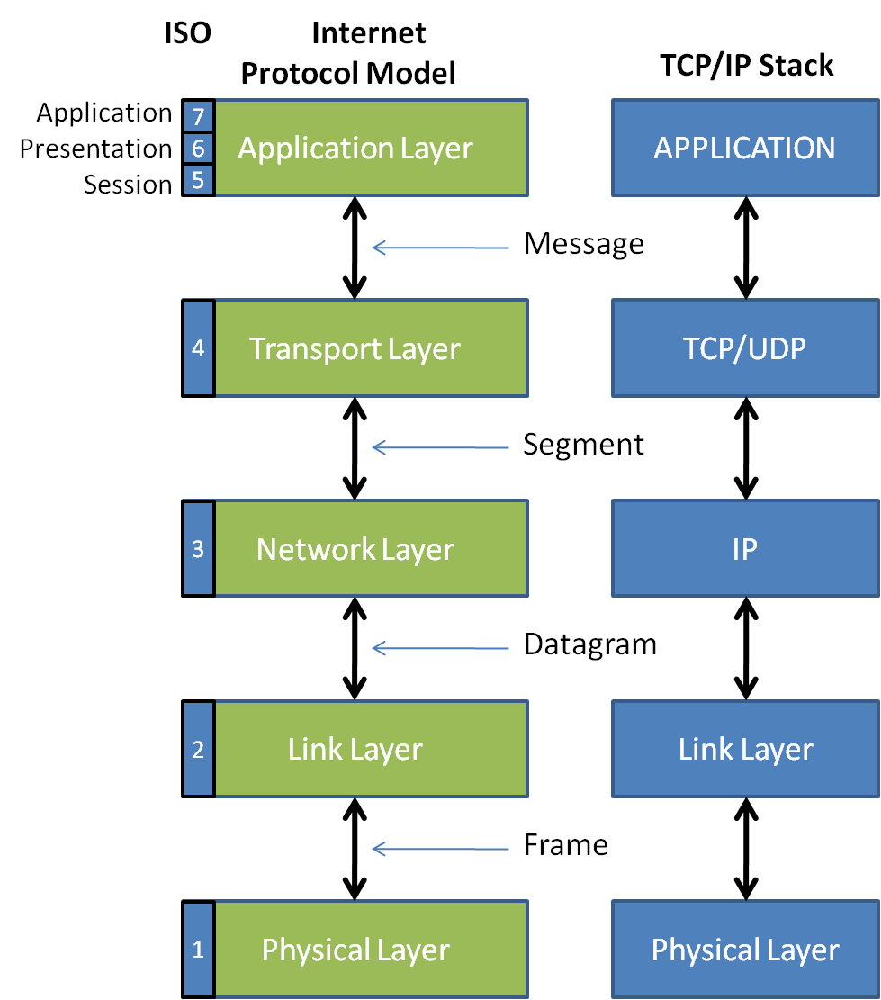 ISO
Internet
Protocol Model
TCP/IP Stack
Application
7
Presentation
6
Session
5
Application Layer
APPLICATION
Message
4
Transport Layer
TCP/UDP
Segment
3
Network Layer
IP
Datagram
2
Link Layer
Link Layer
Frame
1
Physical Layer
Physical Layer